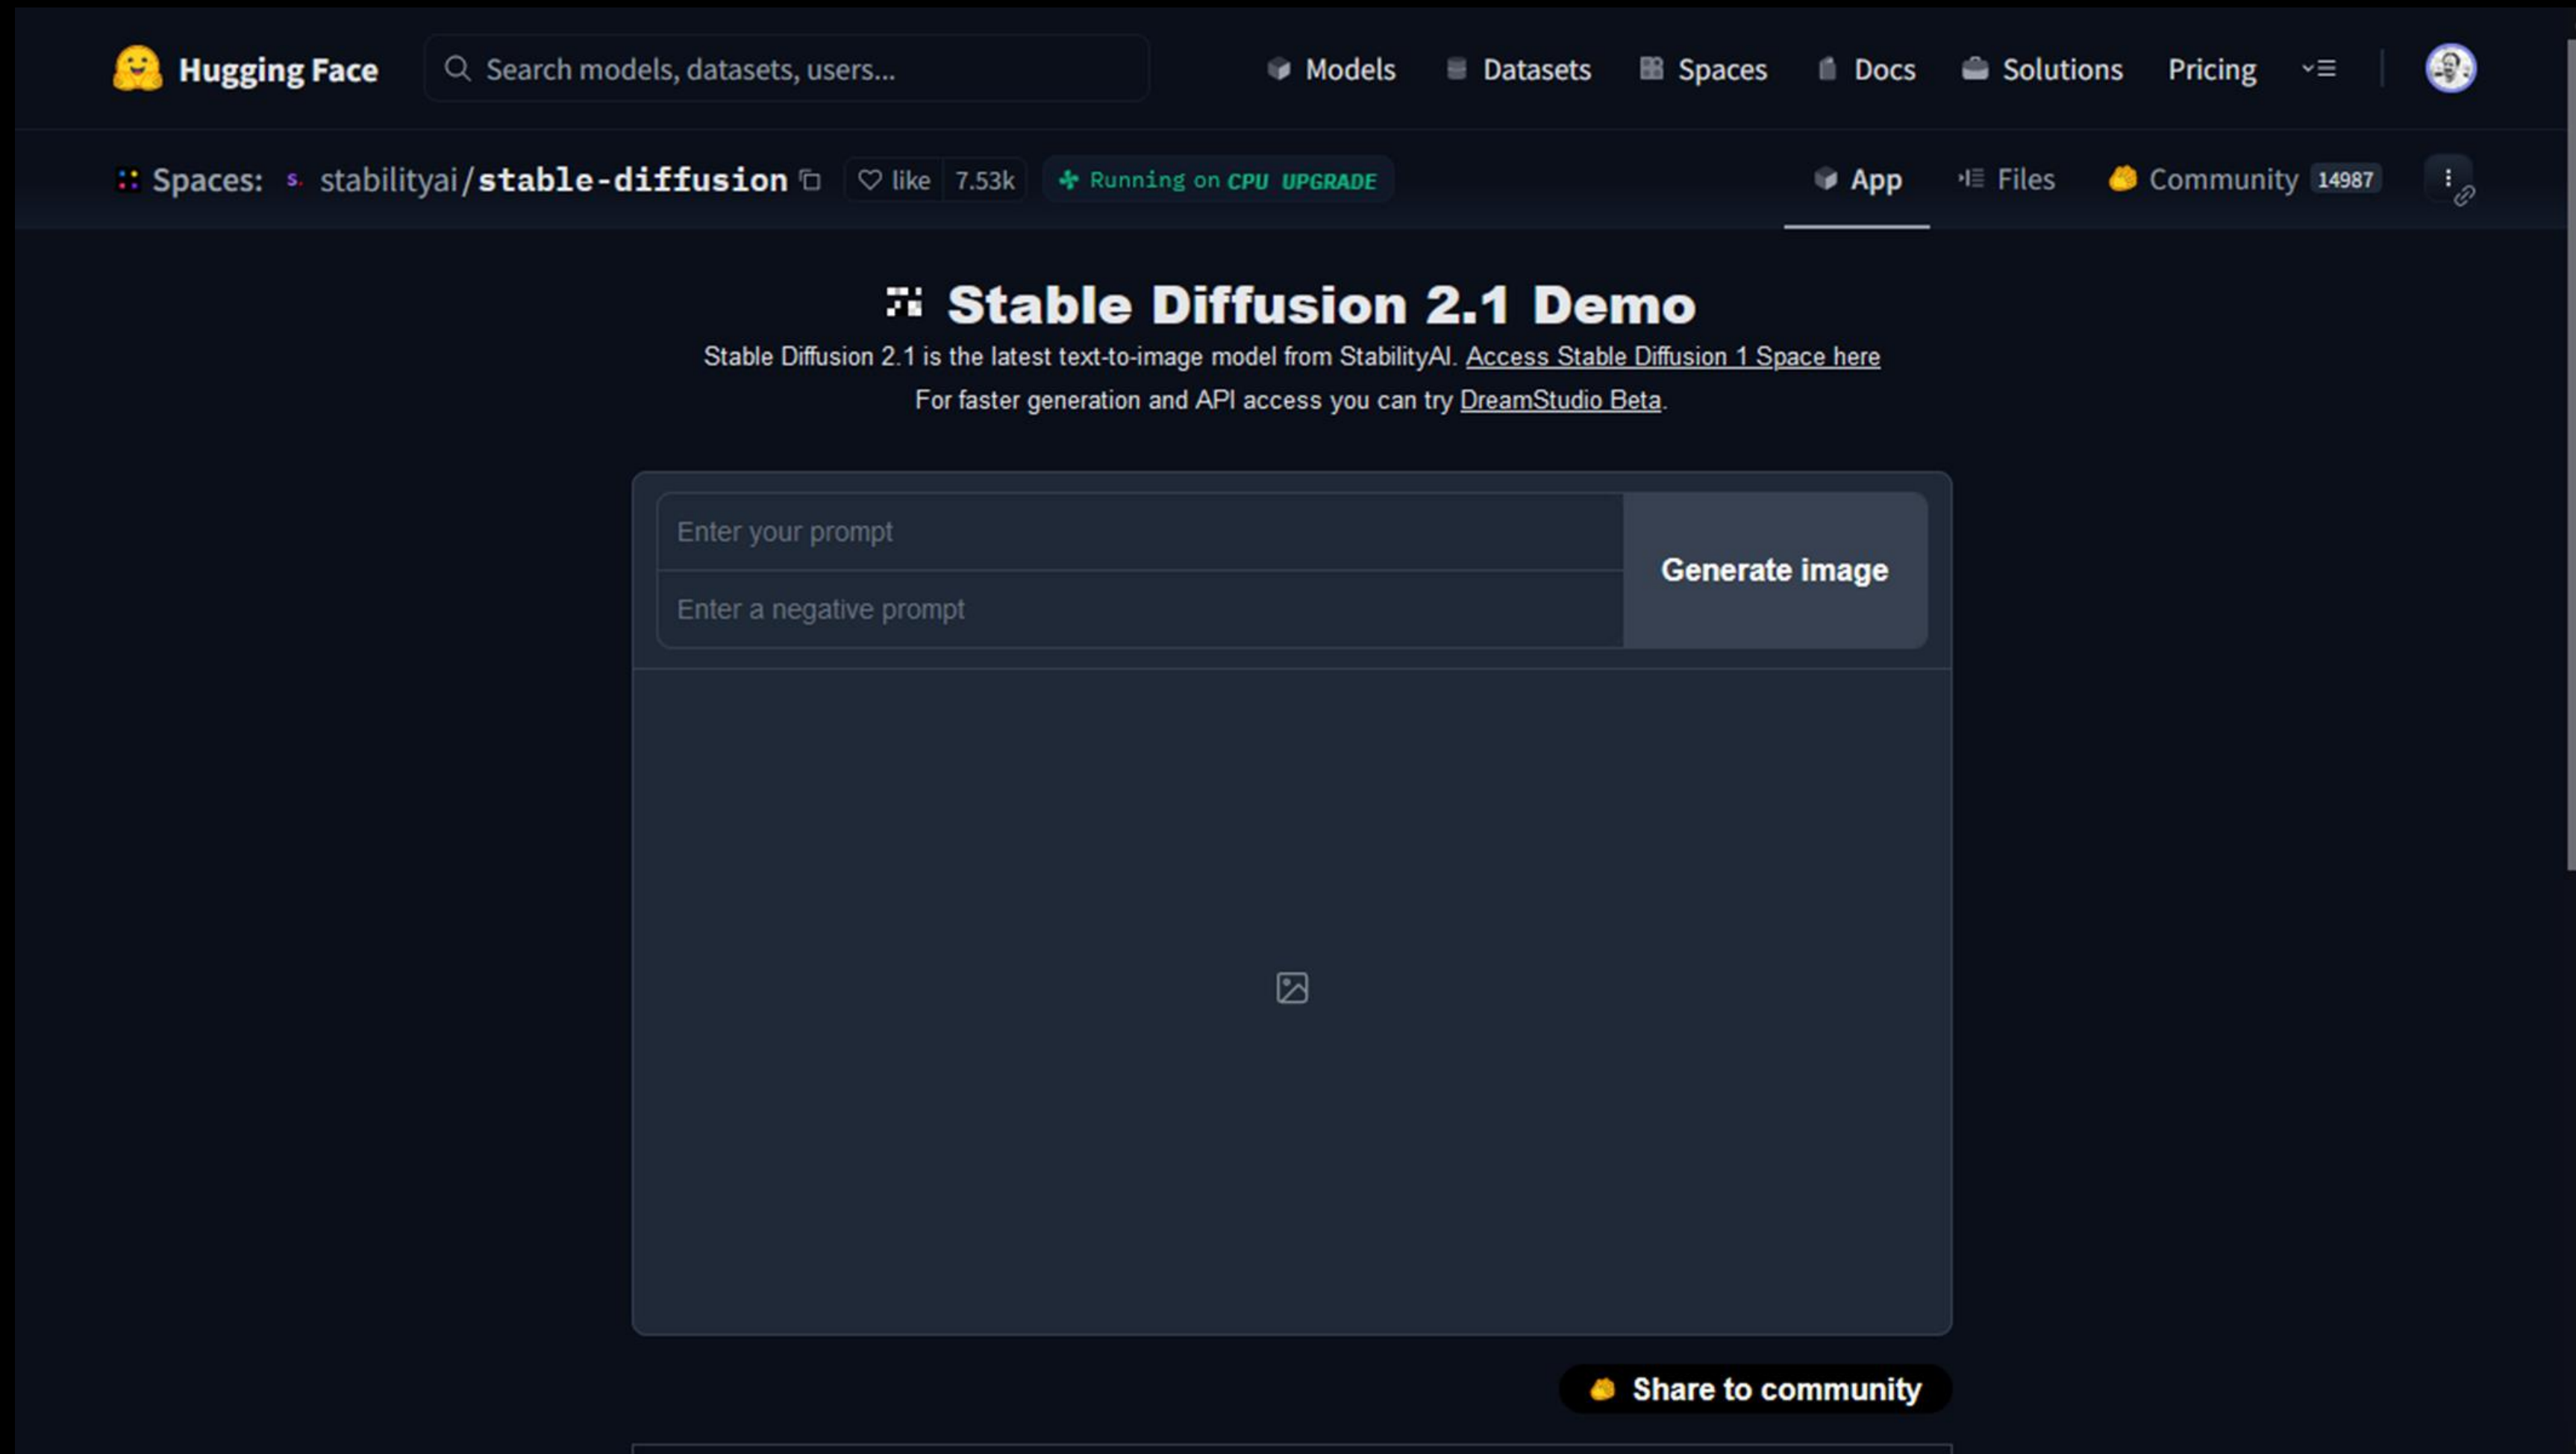 Hugging Face Search models, datasets, users... Models Datasets Spaces Docs Solutions Pricing
Spaces: s. stabilityai/stable-diffusion like 7.53k Running on CPU UPGRADE App Files Community 14987
Stable Diffusion 2.1 Demo
Stable Diffusion 2.1 is the latest text-to-image model from StabilityAI. Access Stable Diffusion 1 Space here
For faster generation and API access you can try DreamStudio Beta.
Enter your prompt
Generate image
Enter a negative prompt
Share to community